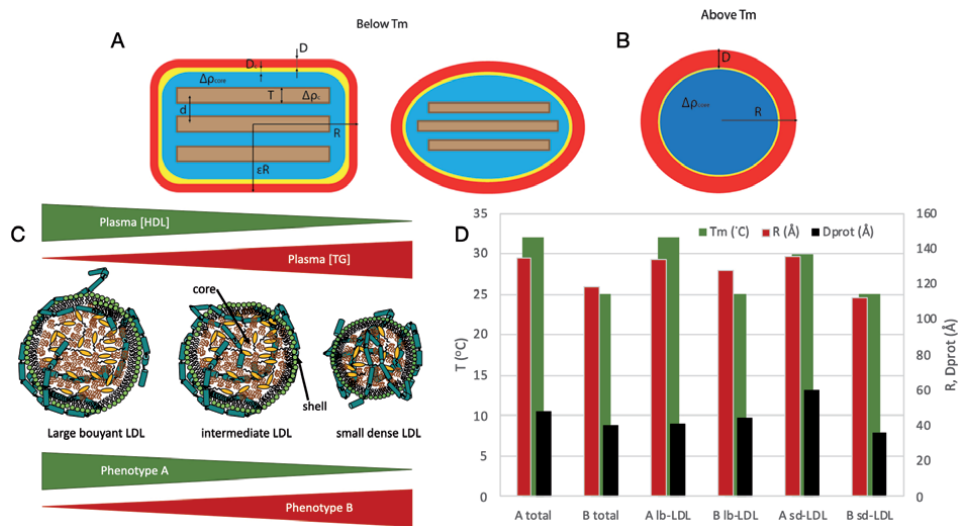 Below Tm
Above Tm
A
B
D
D
Δρcore
T
Δρc
d
R
εR
D
Δρcore
R
Plasma [HDL]
C
Plasma [TG]
core
shell
Large bouyant LDL
intermediate LDL
small dense LDL
Phenotype A
Phenotype B
D
Tm (˚C)
R (Å)
Dprot (Å)
T (°C)
35
30
25
20
15
10
5
0
160
140
120
100
80
60
40
20
0
R, Dprot (Å)
A total
B total
A lb-LDL
B lb-LDL
A sd-LDL
B sd-LDL